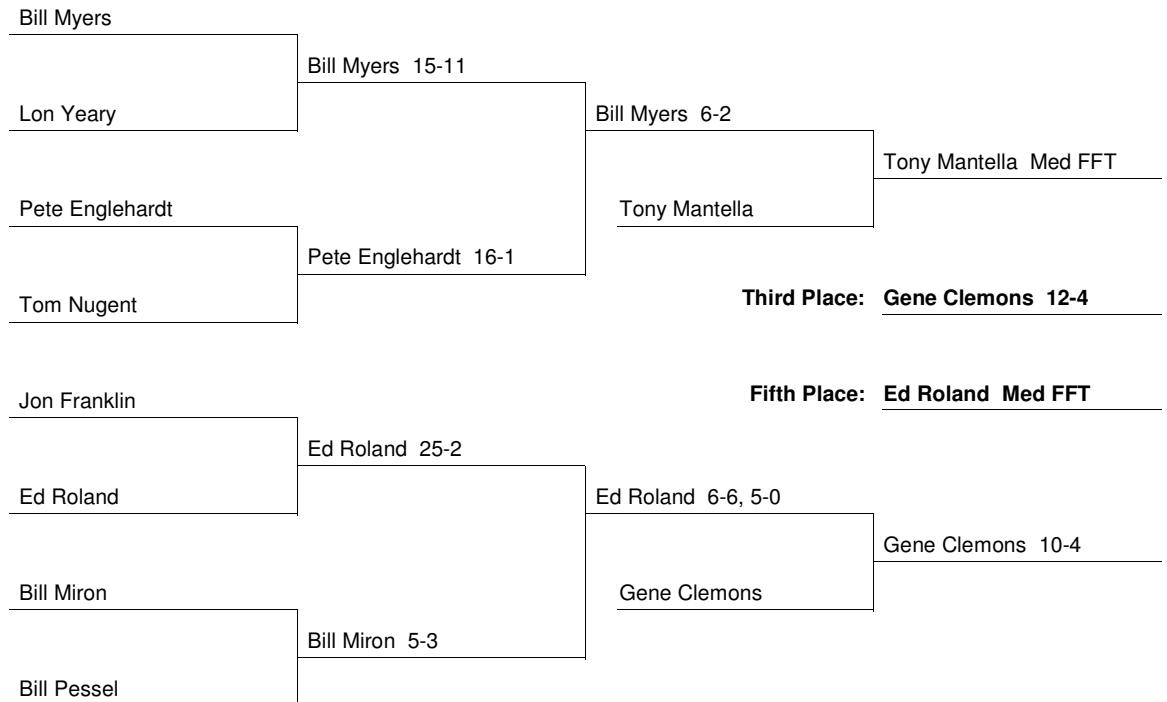 Bill Myers
Bill Myers 15-11
Lon Yeary
Bill Myers 6-2
Tony Mantella Med FFT
Pete Englehardt
Tony Mantella
Pete Englehardt 16-1
Third Place: Gene Clemons 12-4
Tom Nugent
Fifth Place: Ed Roland Med FFT
Jon Franklin
Ed Roland 25-2
Ed Roland
Ed Roland 6-6, 5-0
Gene Clemons 10-4
Bill Miron
Gene Clemons
Bill Miron 5-3
Bill Pessel